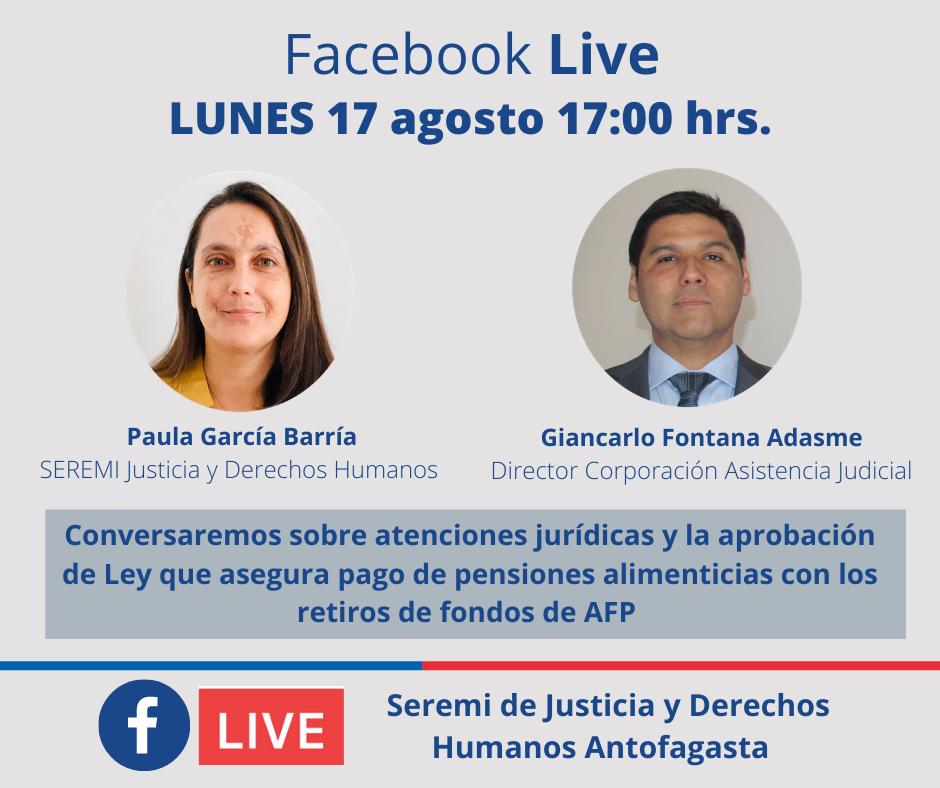 Facebook Live
LUNES 17 agosto 17:00 hrs.
Paula García Barría
SEREMI Justicia y Derechos Humanos
Giancarlo Fontana Adasme
Director Corporación Asistencia Judicial
Conversaremos sobre atenciones jurídicas y la aprobación
de Ley que asegura pago de pensiones alimenticias con los
retiros de fondos de AFP
f LIVE
Seremi de Justicia y Derechos
Humanos Antofagasta